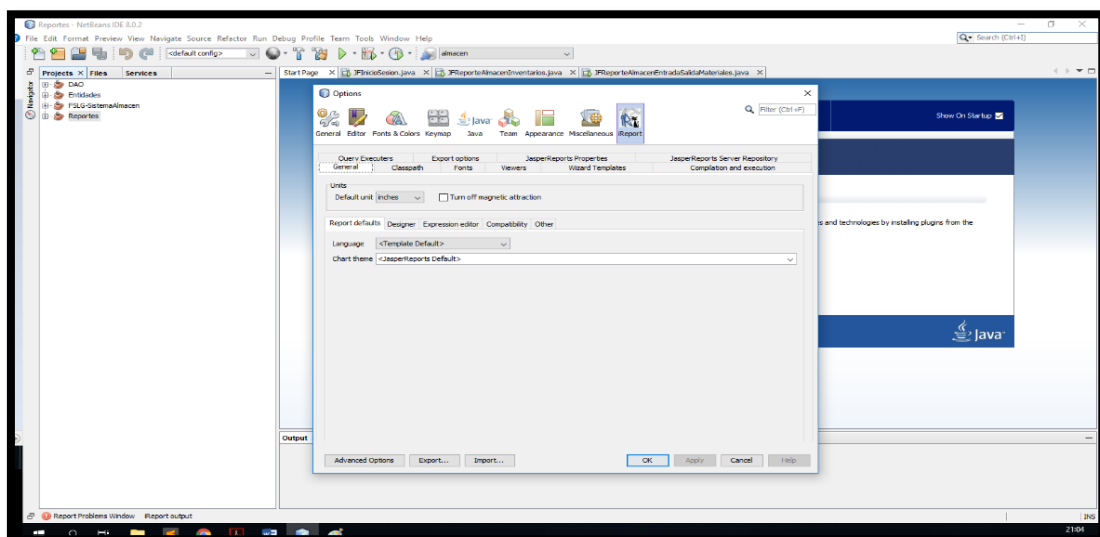 Reportes - NetBeans IDE 8.0.2
File Edit Format Preview View Navigate Source Refactor Run Debug Profile Team Tools Window Help
Search (Ctrl+I)
<default config>
almacen
Projects Files Services
Start Page JFInicioSesion.java JFReporteAlmacenInventarios.java JFReporteAlmacenEntradaSalidaMateriales.java
Navigator
DAO
Entidades
FSLG-SistemaAlmacen
Reportes
Options
Filter (Ctrl+F)
General Editor Fonts & Colors Keymap Java Team Appearance Miscellaneous iReport
Show On Startup
Query Executers Export options JasperReports Properties JasperReports Server Repository
General Classpath Fonts Viewers Wizard Templates Compilation and execution
Units
Default unit inches Turn off magnetic attraction
Report defaults Designer Expression editor Compatibility Other
s and technologies by installing plugins from the
Language <Template Default>
Chart theme <JasperReports Default>
Java
Output
Advanced Options Export... Import... OK Apply Cancel Help
Report Problems Window iReport output
INS
21:04